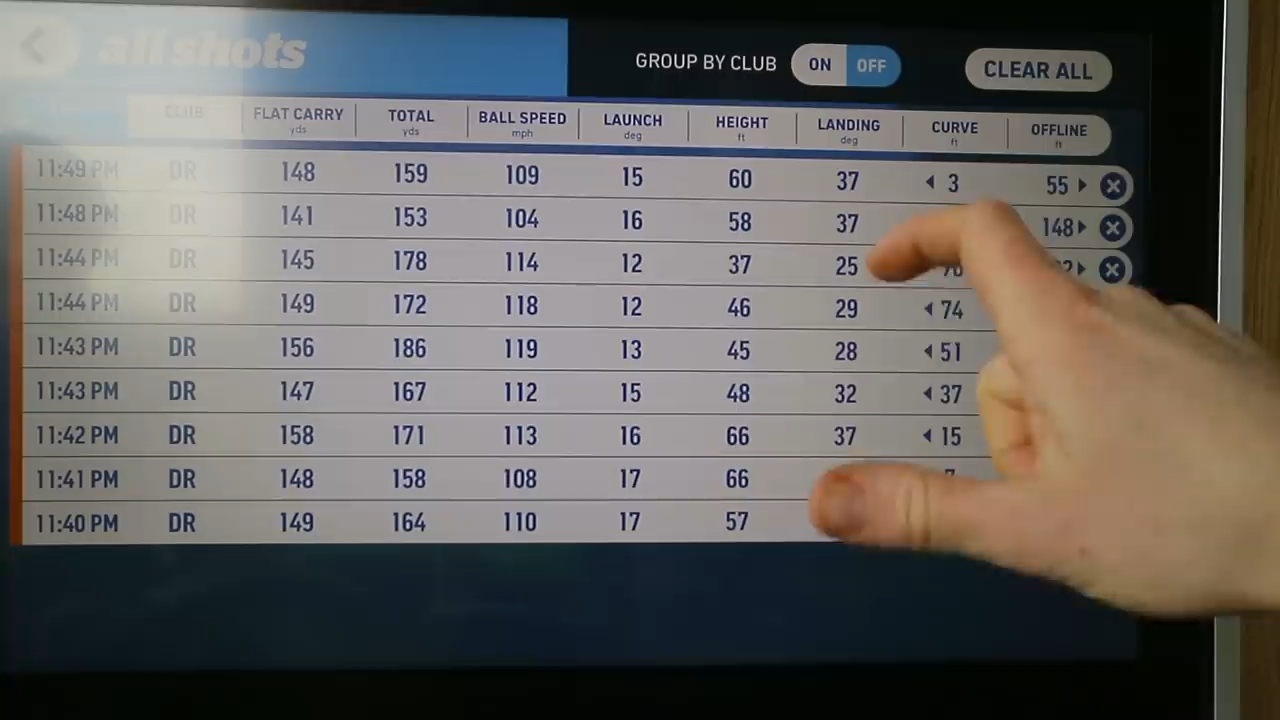 all shots
GROUP BY CLUB ON OFF CLEAR ALL
CLUB FLAT CARRY TOTAL BALL SPEED LAUNCH HEIGHT LANDING CURVE OFFLINE
yds yds mph deg ft deg ft ft
11:49 PM DR 148 159 109 15 60 37 ◀ 3 55 ▶
11:48 PM DR 141 153 104 16 58 37 148 ▶
11:44 PM DR 145 178 114 12 37 25 ▶
11:44 PM DR 149 172 118 12 46 29 ◀ 74
11:43 PM DR 156 186 119 13 45 28 ◀ 51
11:43 PM DR 147 167 112 15 48 32 ◀ 37
11:42 PM DR 158 171 113 16 66 37 ◀ 15
11:41 PM DR 148 158 108 17 66
11:40 PM DR 149 164 110 17 57